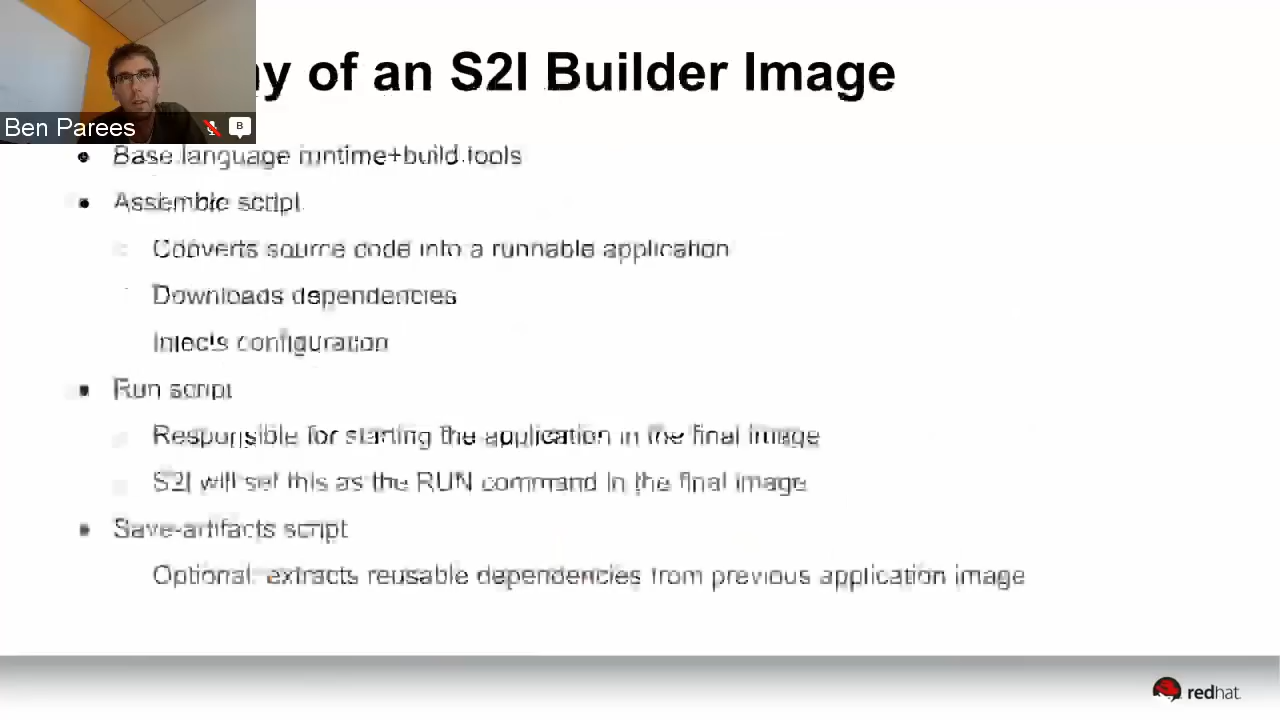 ny of an S2I Builder Image
Ben Parees
B
Base language runtime+build tools
Assemble script
Converts source code into a runnable application
Downloads dependencies
Injects configuration
Run script
Responsible for starting the application in the final image
S2I will set this as the RUN command in the final image
Save-artifacts script
Optional, extracts reusable dependencies from previous application image
redhat.